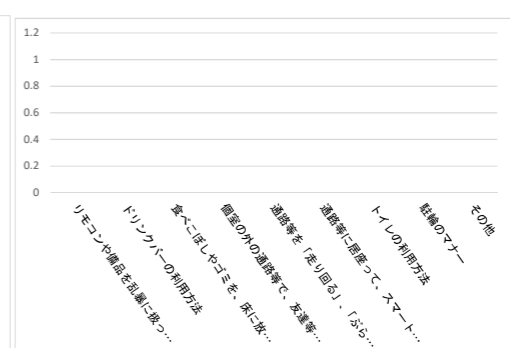 1.2
1
0.8
0.6
0.4
0.2
0
リモコンや備品を乱暴に扱っ…
ドリンクバーの利用方法
食べこぼしやゴミを、床に放…
個室の外の通路等で、友達等…
通路等を「走り回る」、「ぶら…
通路等に居座って、スマート…
トイレの利用方法
駐輪のマナー
その他